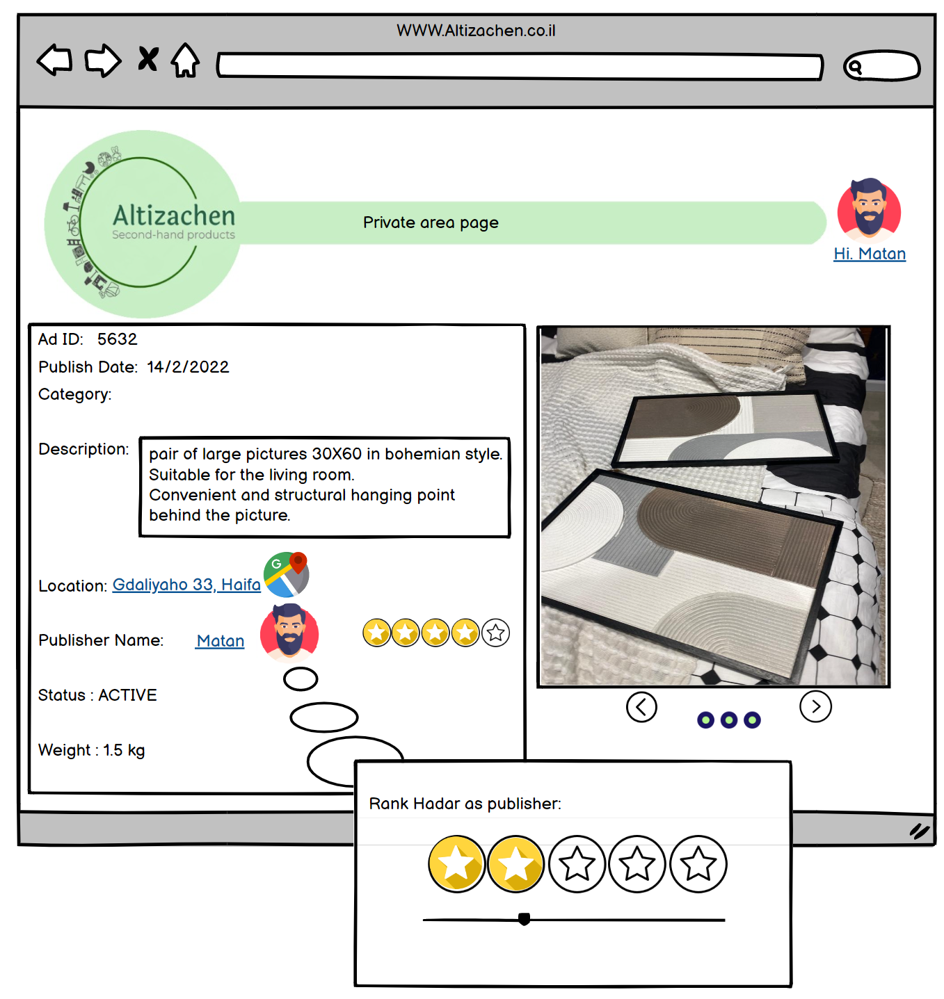 WWW.Altizachen.co.il
Altizachen
Second-hand products
Private area page
Hi. Matan
Ad ID: 5632
Publish Date: 14/2/2022
Category:
Description:
pair of large pictures 30X60 in bohemian style.
Suitable for the living room.
Convenient and structural hanging point
behind the picture.
Location: Gdaliyaho 33, Haifa
G
Publisher Name: Matan
Status : ACTIVE
Weight : 1.5 kg
Rank Hadar as publisher: